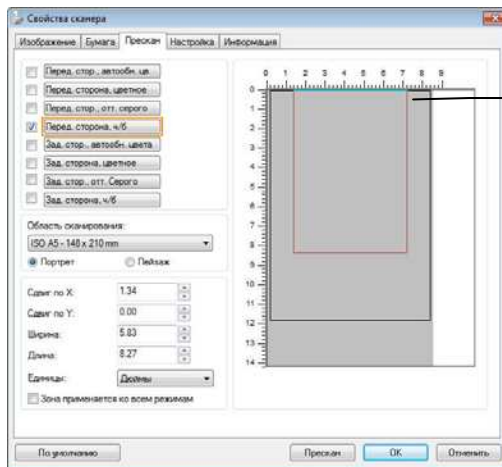 Свойства сканера
Изображение Бумага Прескан Настройка Информация
Перед. стор., автообн. цв.
Перед. сторона, цветное
Перед. сторона, отт. серого
Перед. сторона, ч/б
Зад. стор., автообн. цвета
Зад. сторона, цветное
Зад. стор., отт. Серого
Зад. сторона, ч/б
Область сканирования:
ISO A5 - 148 x 210 mm
Портрет Пейзаж
Сдвиг по X: 1.34
Сдвиг по Y: 0.00
Ширина: 5.83
Длина: 8.27
Единицы: Дюймы
Зона применяется ко всем режимам
0 1 2 3 4 5 6 7 8 9
0
1
2
3
4
5
6
7
8
9
10
11
12
13
14
По умолчанию Прескан OK Отменить